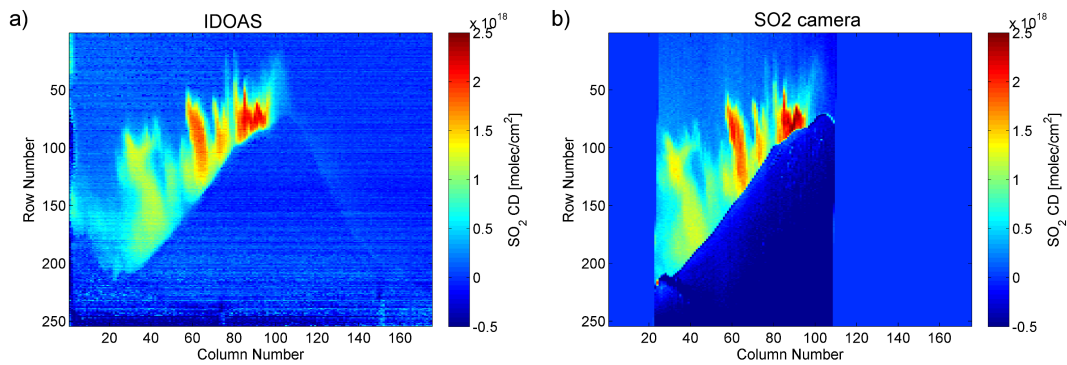 a)
IDOAS
x 10^18
50
100
150
200
250
Row Number
20 40 60 80 100 120 140 160
Column Number
2.5
2
1.5
1
0.5
0
-0.5
SO₂ CD [molec/cm²]
b)
SO2 camera
x 10^18
50
100
150
200
250
Row Number
20 40 60 80 100 120 140 160
Column Number
2.5
2
1.5
1
0.5
0
-0.5
SO₂ CD [molec/cm²]